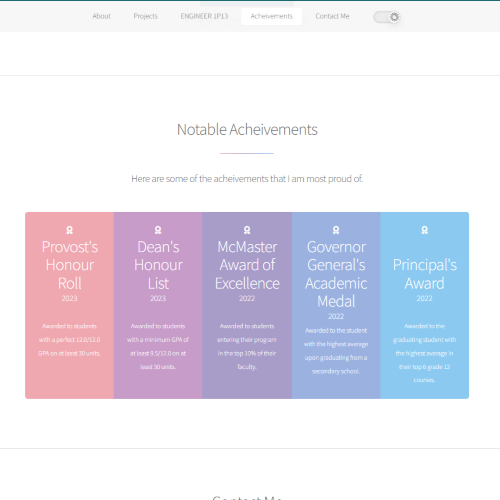 About Projects ENGINEER 1P13 Acheivements Contact Me
Notable Acheivements
Here are some of the acheivements that I am most proud of.
Provost's
Honour
Roll
2023
Awarded to students
with a perfect 12.0/12.0
GPA on at least 30 units.
Dean's
Honour
List
2023
Awarded to students
with a minimum GPA of
at least 9.5/12.0 on at
least 30 units.
McMaster
Award of
Excellence
2022
Awarded to students
entering their program
in the top 10% of their
faculty.
Governor
General's
Academic
Medal
2022
Awarded to the student
with the highest average
upon graduating from a
secondary school.
Principal's
Award
2022
Awarded to the
graduating student with
the highest average in
their top 6 grade 12
courses.
Contact Me